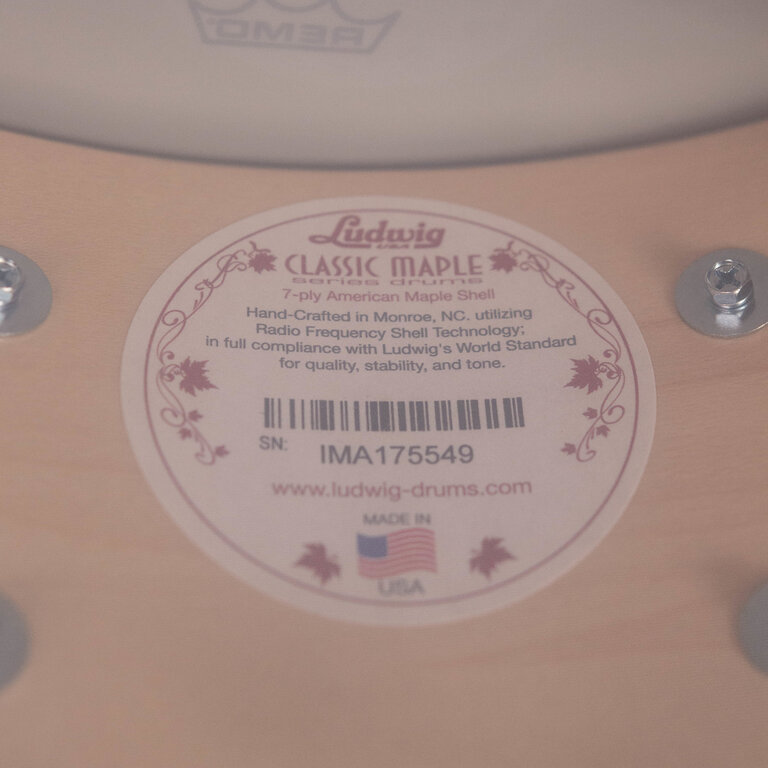 REMO
Ludwig
USA
CLASSIC MAPLE
series drums
7-ply American Maple Shell
Hand-Crafted in Monroe, NC. utilizing
Radio Frequency Shell Technology;
in full compliance with Ludwig's World Standard
for quality, stability, and tone.
SN: IMA175549
www.ludwig-drums.com
MADE IN
USA